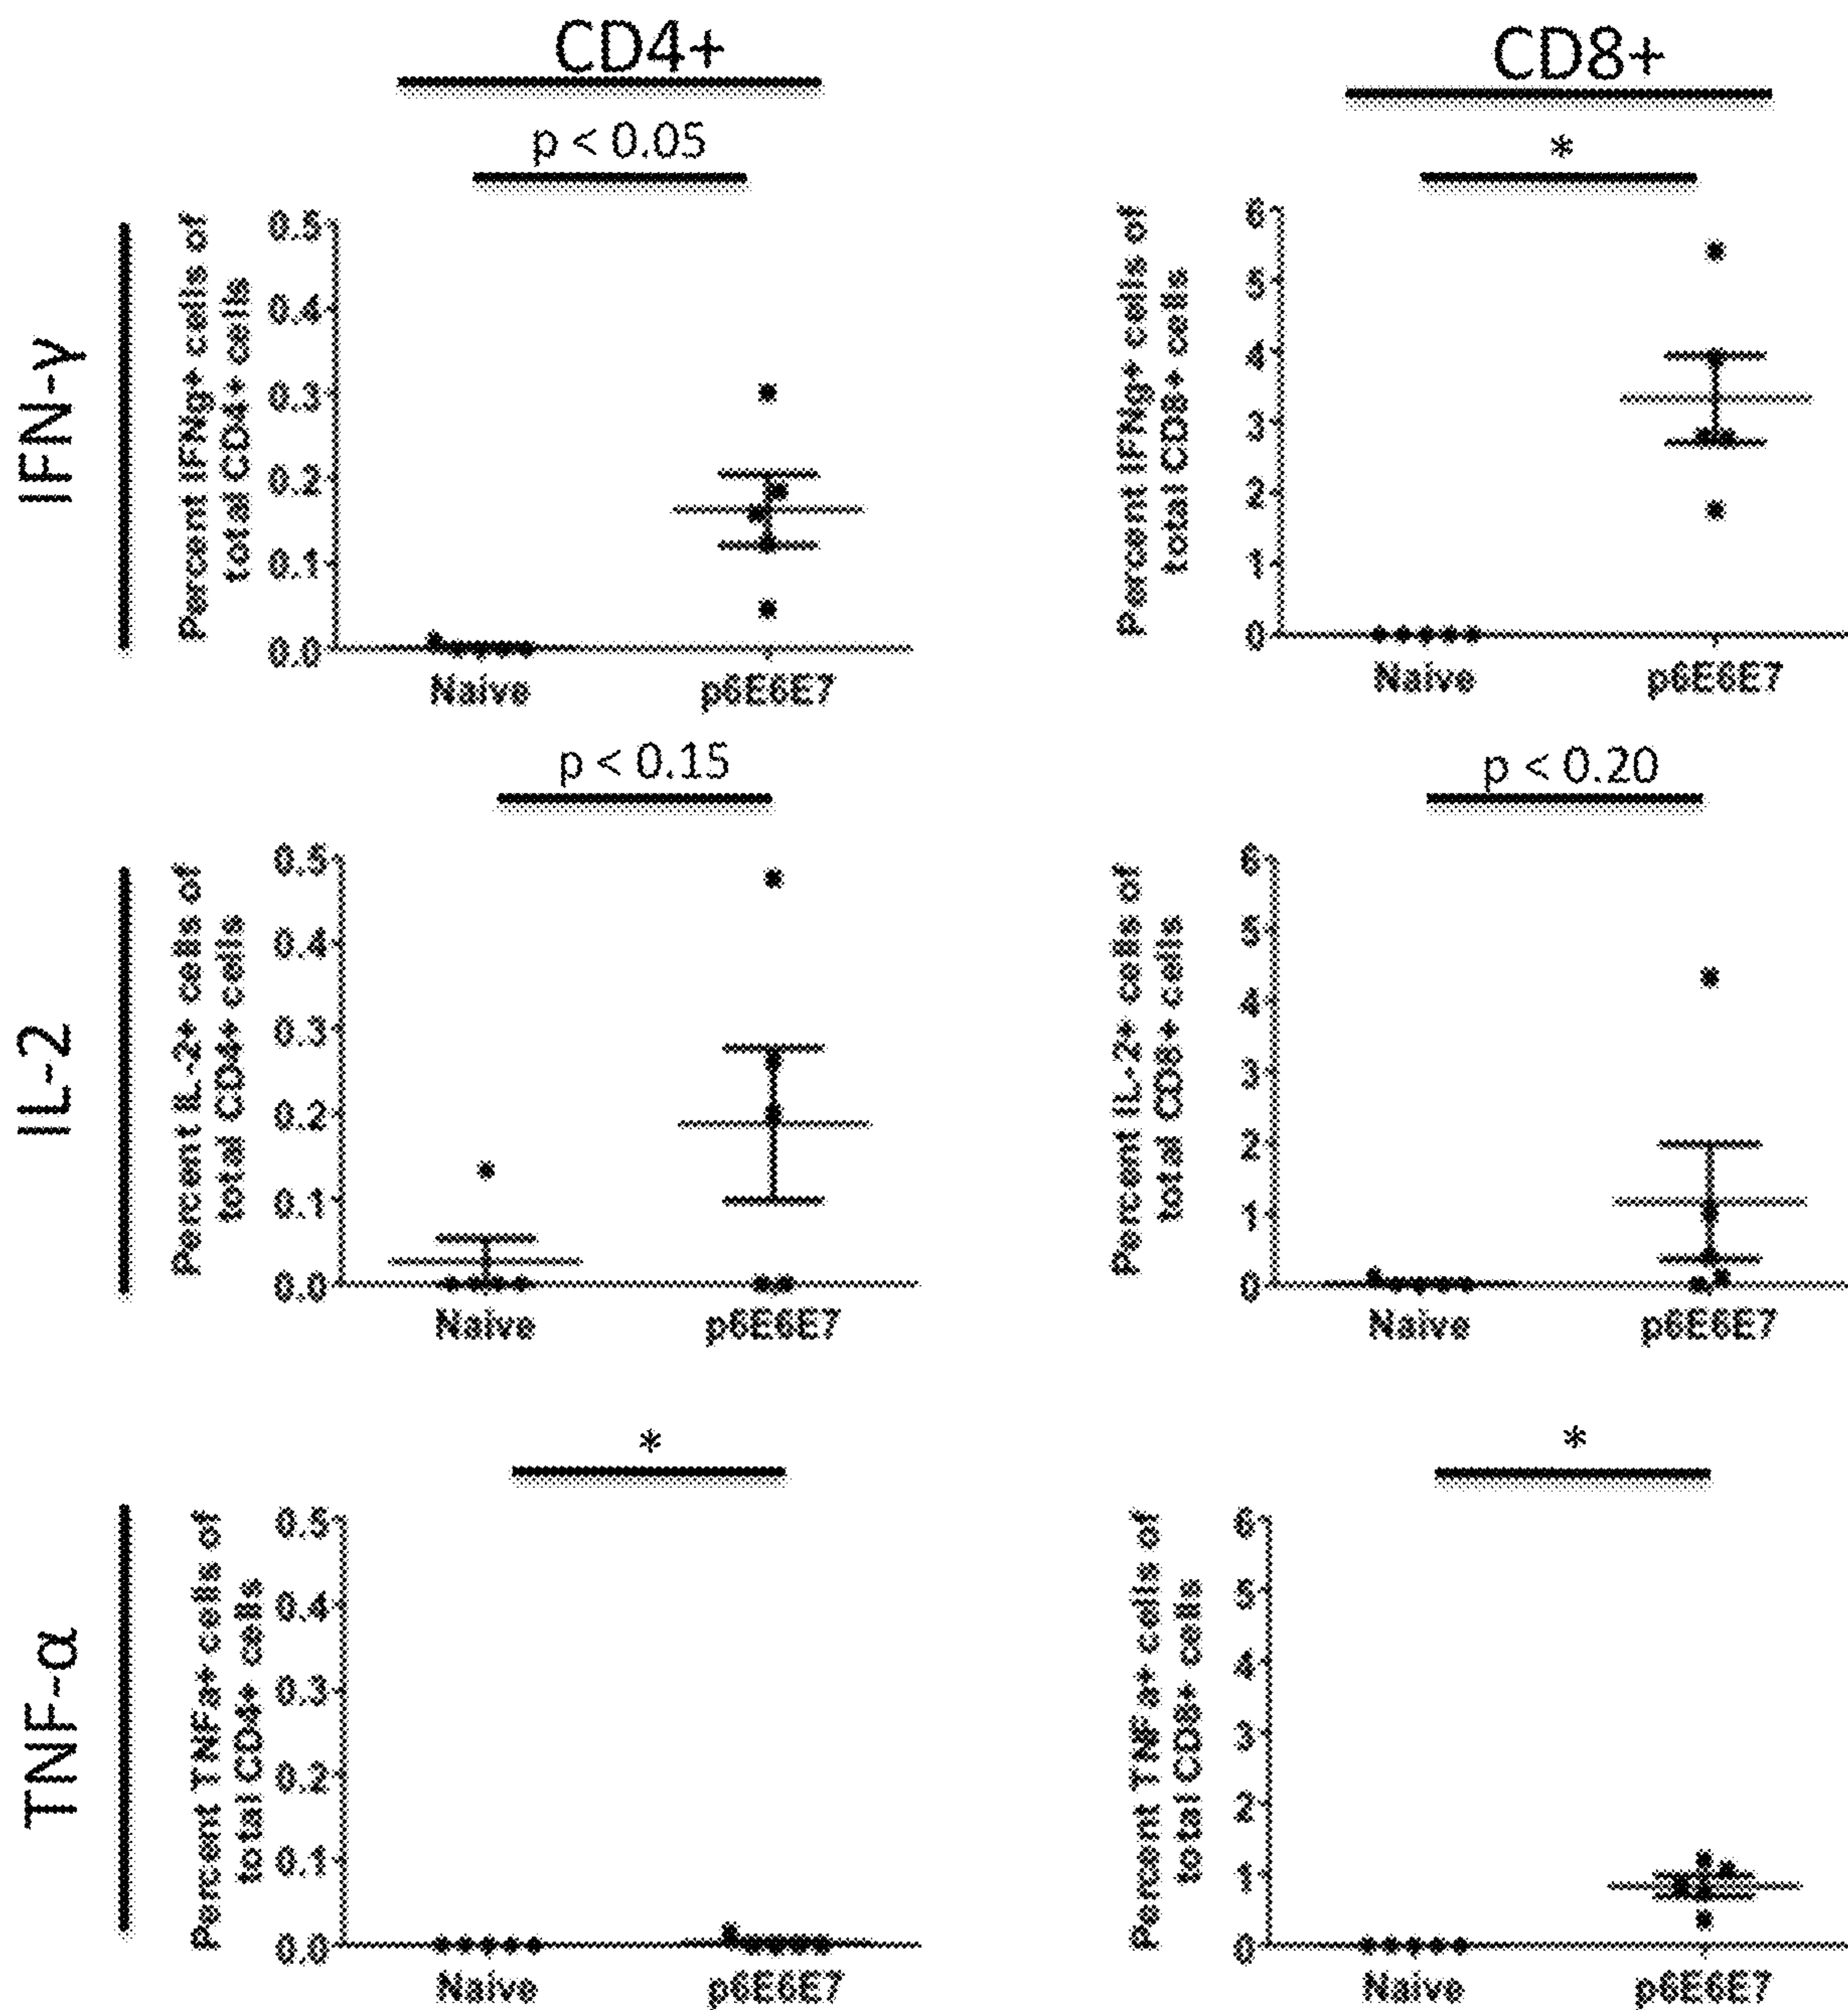 CD4+
CD8+
IFN-γ
p < 0.05
Percent IFNg+ cells of
total CD4+ cells
0.5
0.4
0.3
0.2
0.1
0.0
Naive
p6E6E7
*
Percent IFNg+ cells of
total CD8+ cells
6
5
4
3
2
1
0
Naive
p6E6E7
IL-2
p < 0.15
Percent IL-2+ cells of
total CD4+ cells
0.5
0.4
0.3
0.2
0.1
0.0
Naive
p6E6E7
p < 0.20
Percent IL-2+ cells of
total CD8+ cells
6
5
4
3
2
1
0
Naive
p6E6E7
TNF-α
*
Percent TNFa+ cells of
total CD4+ cells
0.5
0.4
0.3
0.2
0.1
0.0
Naive
p6E6E7
*
Percent TNFa+ cells of
total CD8+ cells
6
5
4
3
2
1
0
Naive
p6E6E7